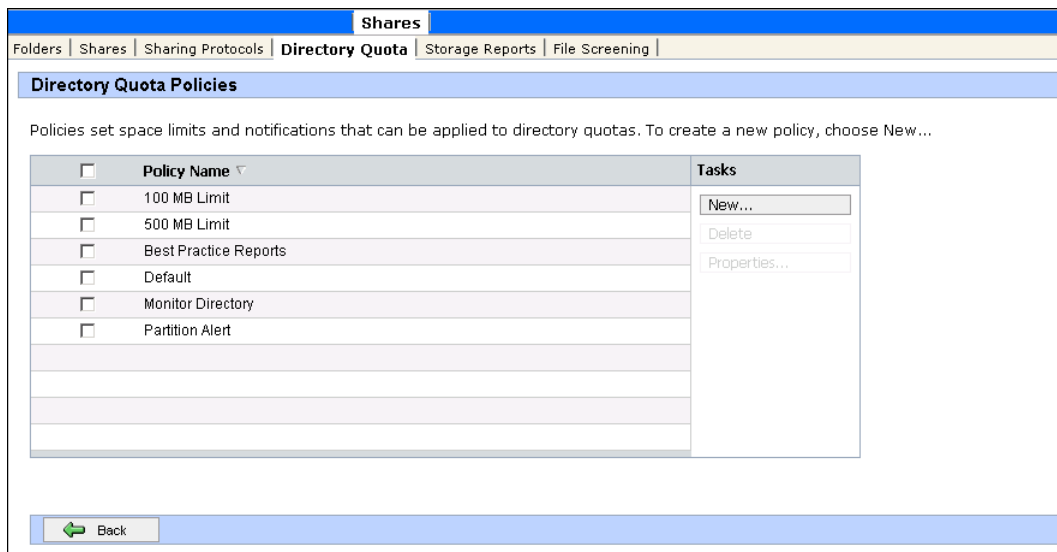 Shares
Folders | Shares | Sharing Protocols | Directory Quota | Storage Reports | File Screening |
Directory Quota Policies
Policies set space limits and notifications that can be applied to directory quotas. To create a new policy, choose New...
Policy Name Tasks
100 MB Limit New...
500 MB Limit Delete
Best Practice Reports Properties...
Default
Monitor Directory
Partition Alert
Back